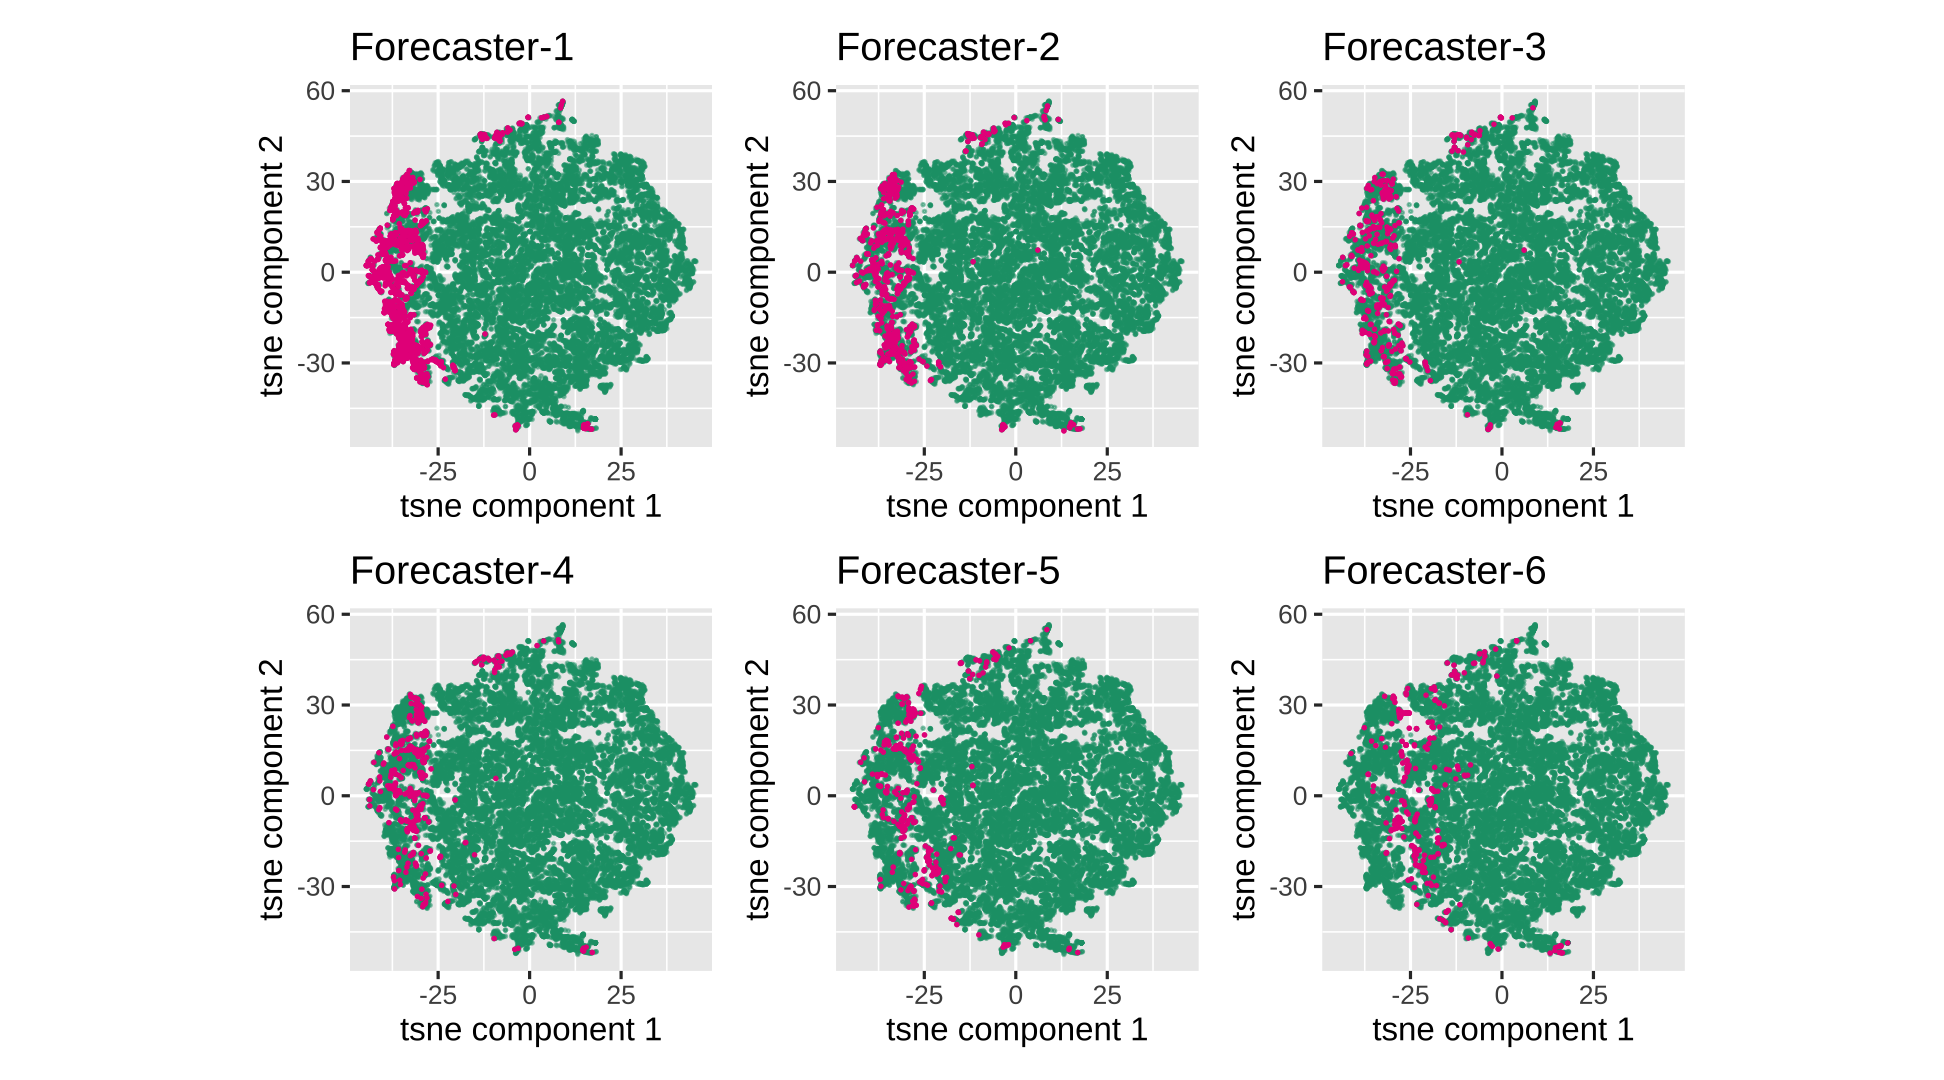 Forecaster-1
60
30
0
-30
tsne component 2
-25 0 25
tsne component 1
Forecaster-2
60
30
0
-30
tsne component 2
-25 0 25
tsne component 1
Forecaster-3
60
30
0
-30
tsne component 2
-25 0 25
tsne component 1
Forecaster-4
60
30
0
-30
tsne component 2
-25 0 25
tsne component 1
Forecaster-5
60
30
0
-30
tsne component 2
-25 0 25
tsne component 1
Forecaster-6
60
30
0
-30
tsne component 2
-25 0 25
tsne component 1